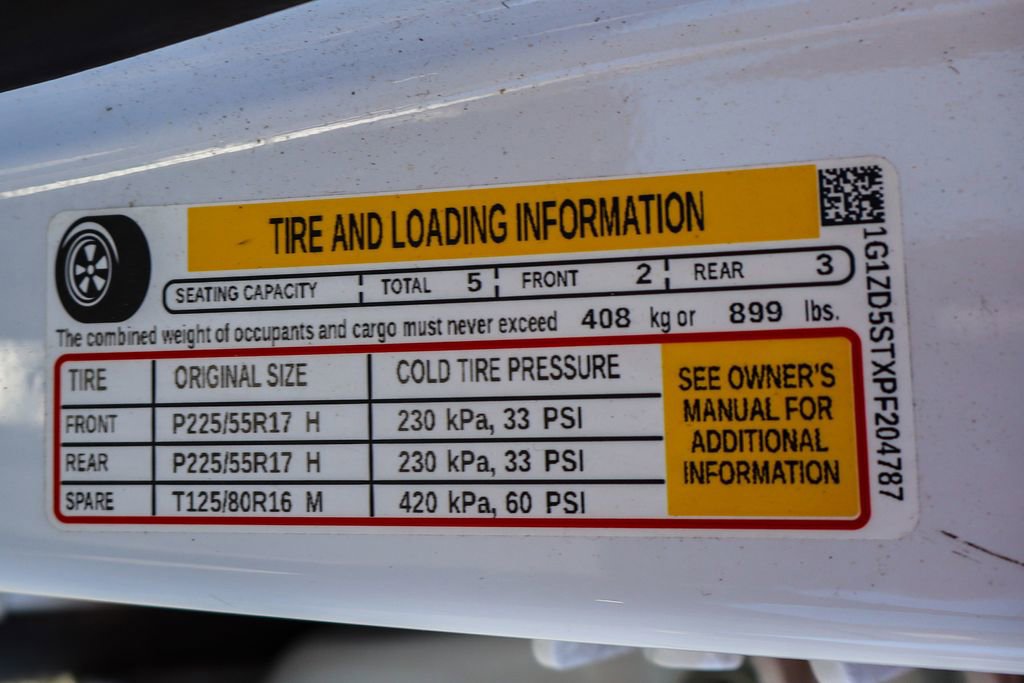 TIRE AND LOADING INFORMATION
SEATING CAPACITY TOTAL 5 FRONT 2 REAR 3
The combined weight of occupants and cargo must never exceed 408 kg or 899 lbs.
TIRE ORIGINAL SIZE COLD TIRE PRESSURE
FRONT P225/55R17 H 230 kPa, 33 PSI
REAR P225/55R17 H 230 kPa, 33 PSI
SPARE T125/80R16 M 420 kPa, 60 PSI
SEE OWNER'S
MANUAL FOR
ADDITIONAL
INFORMATION
1G1ZD5STXPF204787